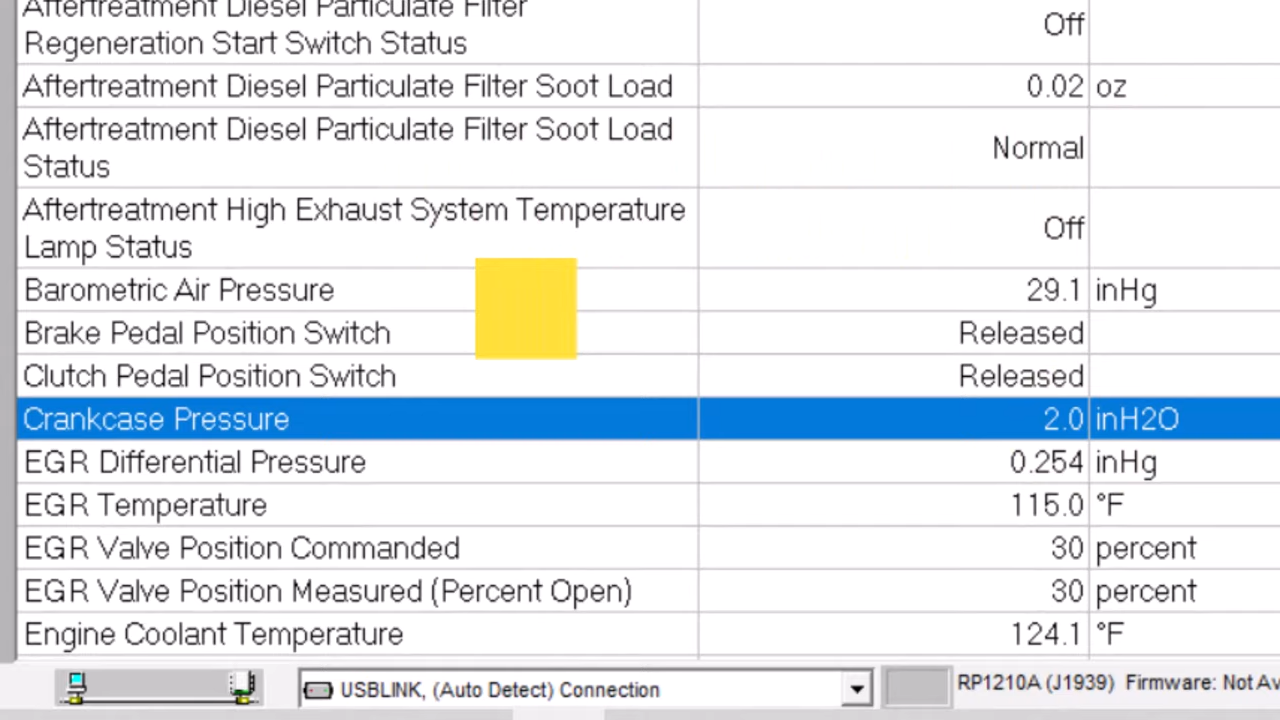 Aftertreatment Diesel Particulate Filter
Regeneration Start Switch Status Off
Aftertreatment Diesel Particulate Filter Soot Load 0.02 oz
Aftertreatment Diesel Particulate Filter Soot Load
Status Normal
Aftertreatment High Exhaust System Temperature
Lamp Status Off
Barometric Air Pressure 29.1 inHg
Brake Pedal Position Switch Released
Clutch Pedal Position Switch Released
Crankcase Pressure 2.0 inH2O
EGR Differential Pressure 0.254 inHg
EGR Temperature 115.0 °F
EGR Valve Position Commanded 30 percent
EGR Valve Position Measured (Percent Open) 30 percent
Engine Coolant Temperature 124.1 °F
USBLINK, (Auto Detect) Connection RP1210A (J1939) Firmware: Not Av